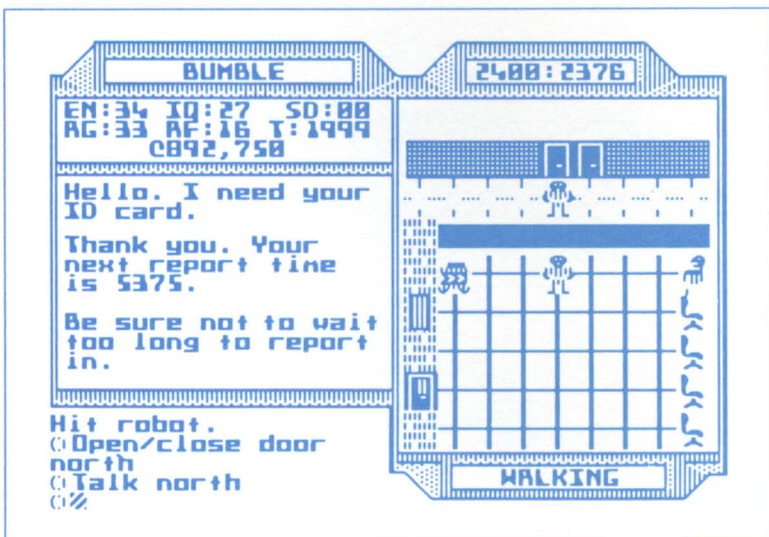 BUMBLE
2400:2376
EN:34 IQ:27 SD:00
AG:33 AF:16 T:1999
C892,750
Hello. I need your
ID card.
Thank you. Your
next report time
is 5375.
Be sure not to wait
too long to report
in.
Hit robot.
Open/close door
north
Talk north
WALKING